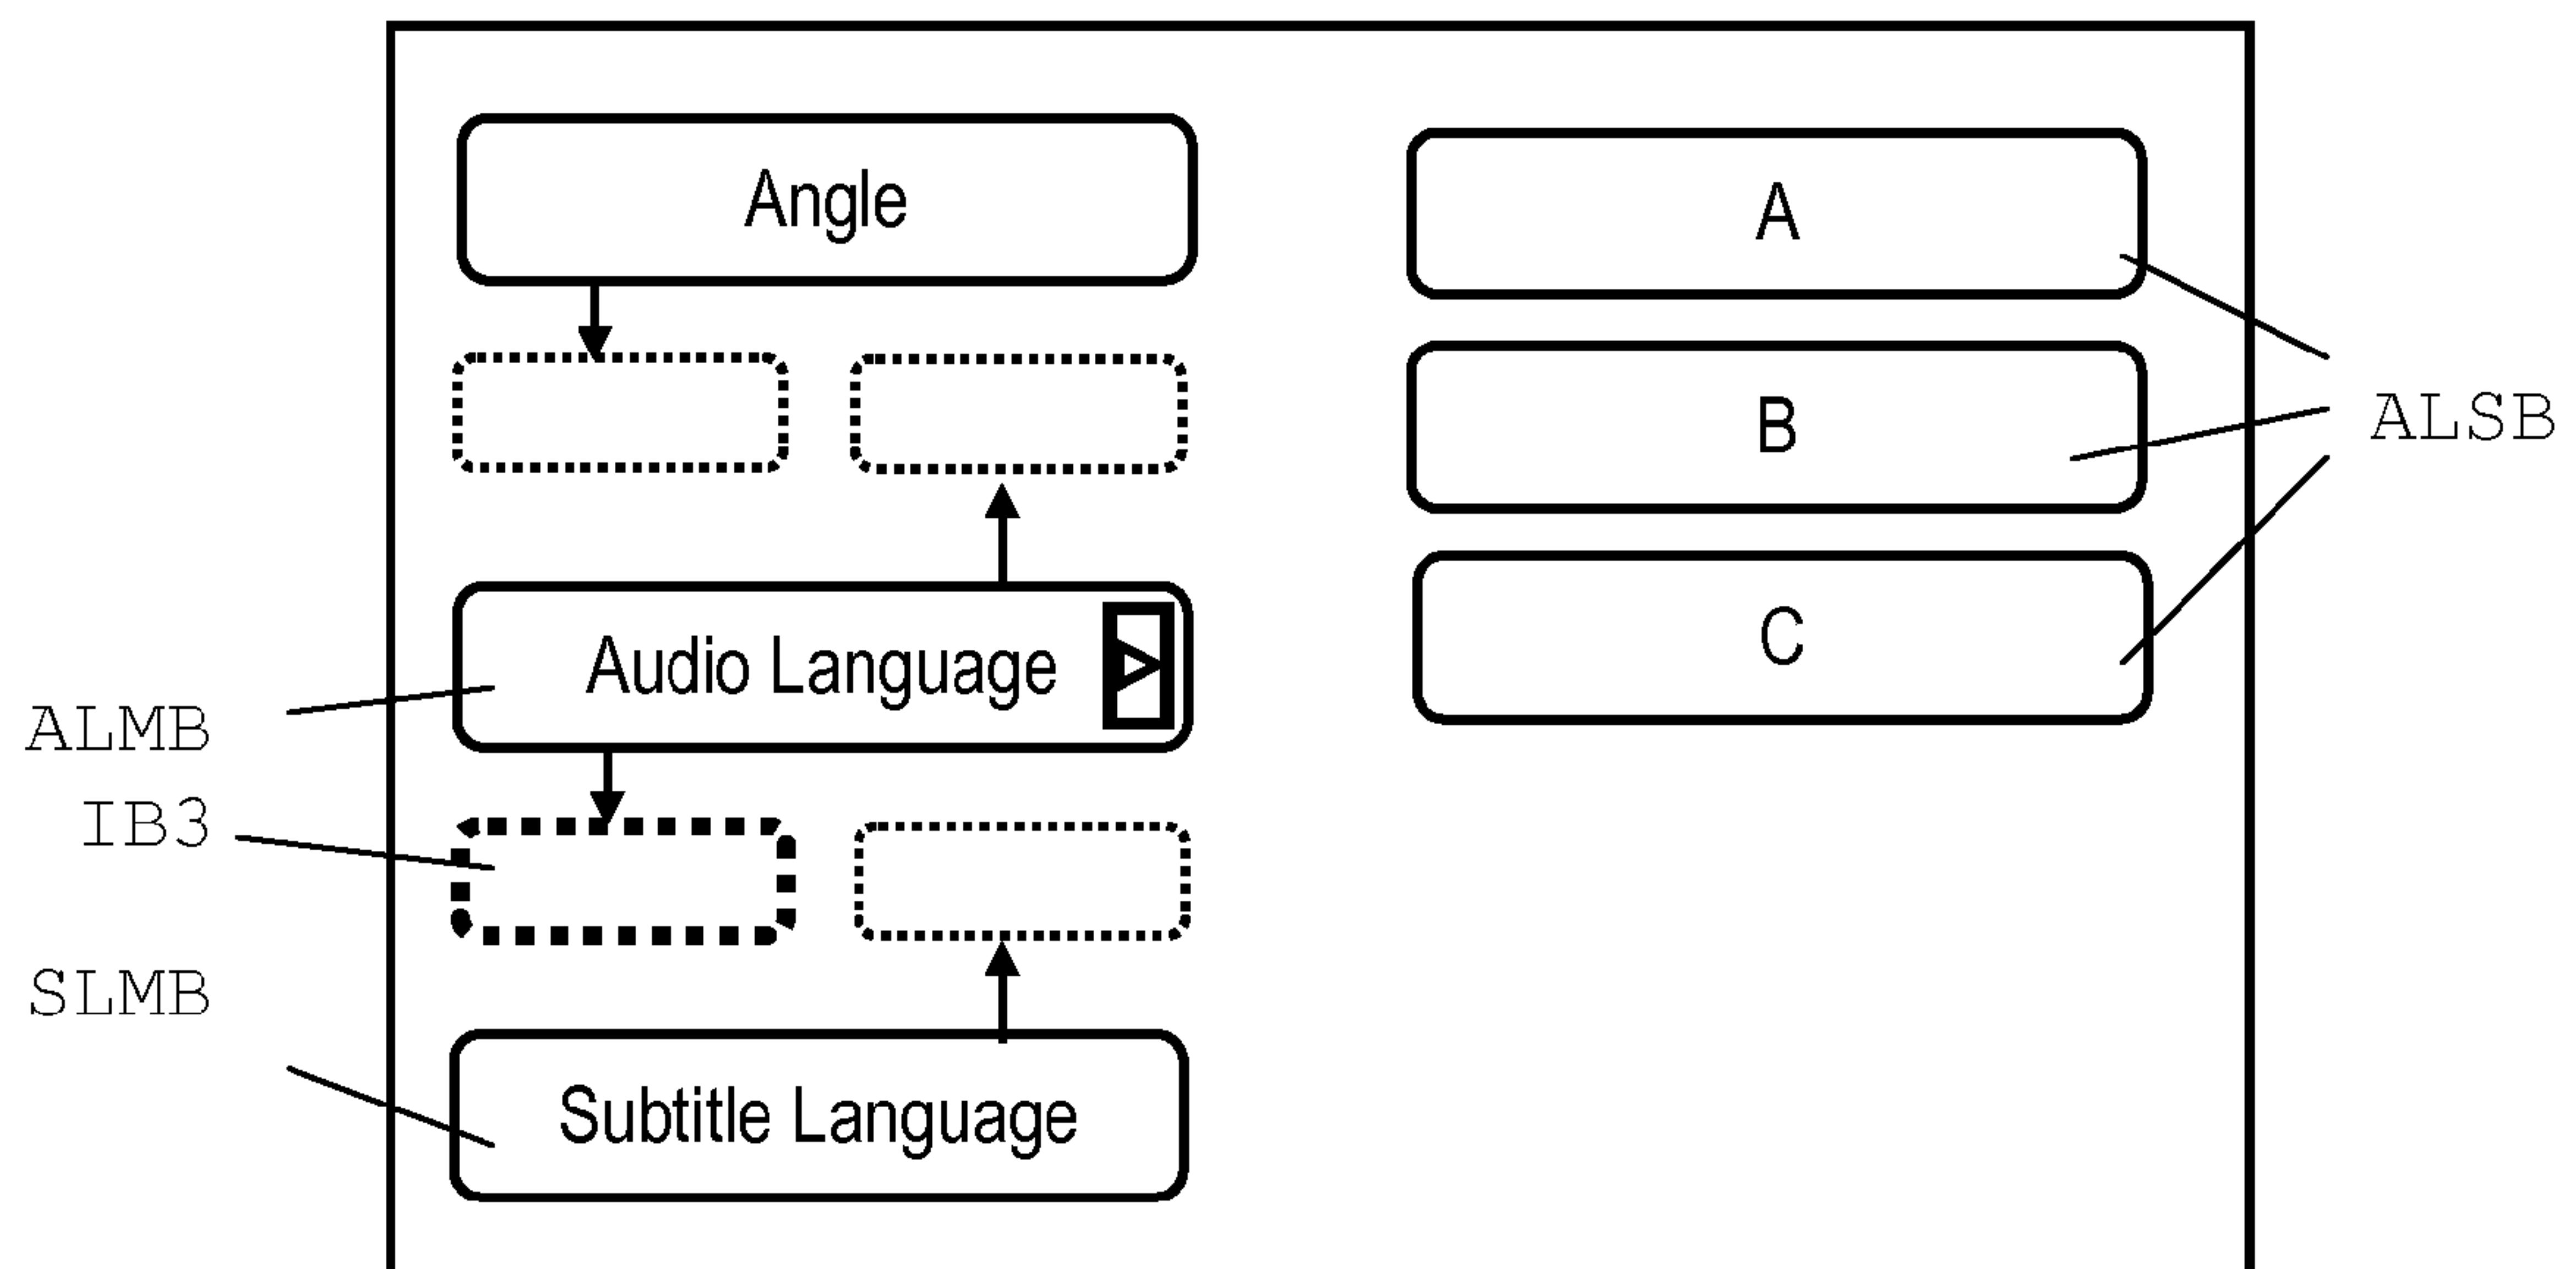 Angle
A
B
ALSB
Audio Language
C
ALMB
IB3
SLMB
Subtitle Language